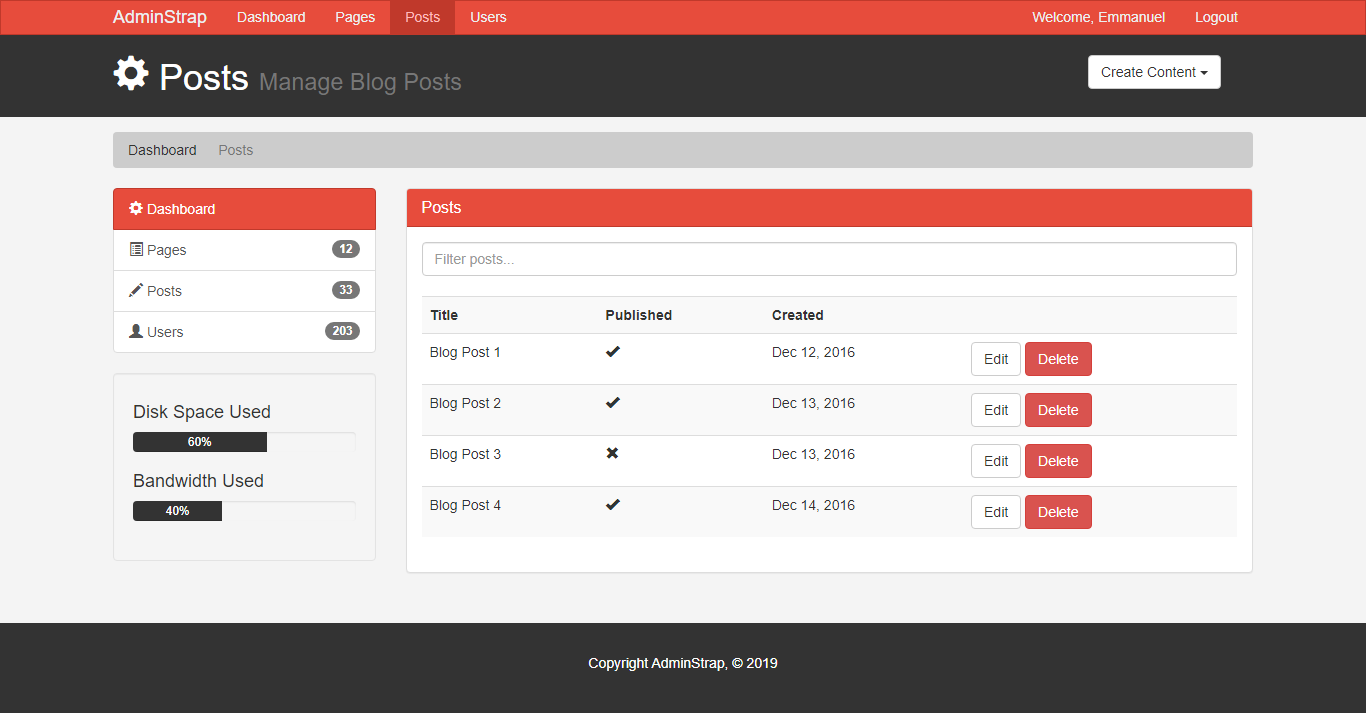 AdminStrap Dashboard Pages Posts Users Welcome, Emmanuel Logout
Posts Manage Blog Posts Create Content
Dashboard Posts
Dashboard
Pages 12
Posts 33
Users 203
Disk Space Used
60%
Bandwidth Used
40%
Posts
Filter posts...
Title Published Created
Blog Post 1 Dec 12, 2016 Edit Delete
Blog Post 2 Dec 13, 2016 Edit Delete
Blog Post 3 Dec 13, 2016 Edit Delete
Blog Post 4 Dec 14, 2016 Edit Delete
Copyright AdminStrap, © 2019